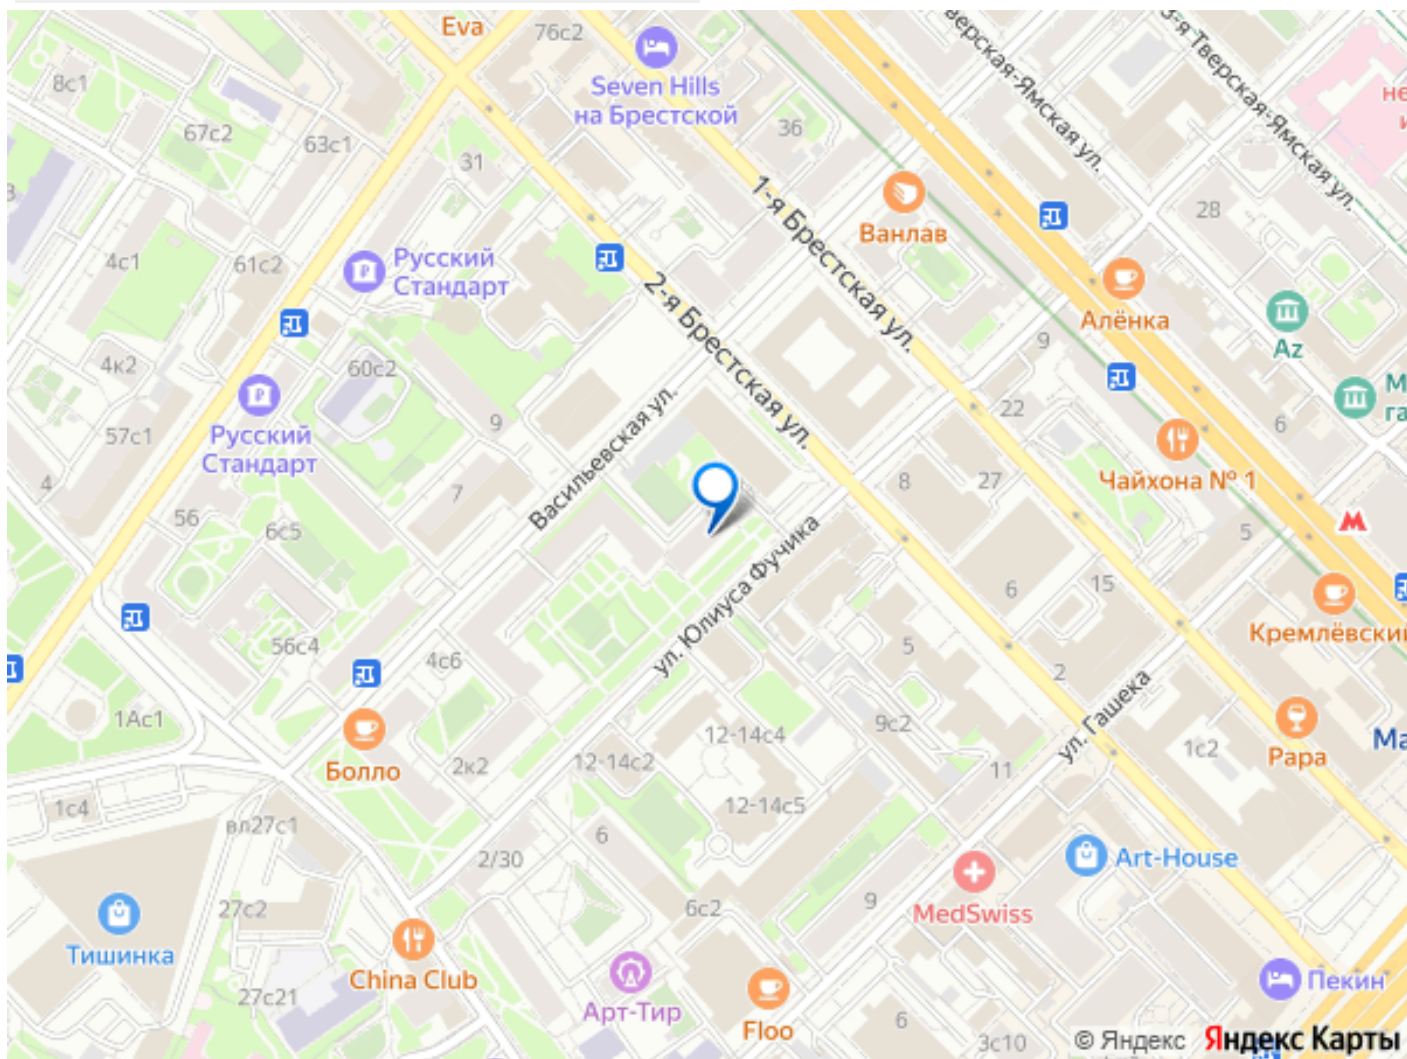 Eva
76с2
Seven Hills
на Брестской
8с1
67с2
63с1
31
36
верская-Ямская ул.
3-я Тверская-Ямская ул.
28
1-я Брестская ул.
Ванлав
4с1
61с2
Русский
Стандарт
2-я Брестская ул.
Алёнка
Az
9
4к2
60с2
22
6
57с1
Русский
Стандарт
9
Васильевская ул.
4
7
56
6с5
8
27
Чайхона № 1
5
ул. Юлиуса Фучика
6
15
Кремлёвский
56с4
4с6
5
2
ул. Гашека
1Ас1
Болло
2к2
12-14с2
12-14с4
9с2
11
1с2
Papa
Ма
1с4
вл27с1
12-14с5
6
2/30
Art-House
27с2
6с2
9
MedSwiss
Тишинка
China Club
27с21
Арт-Тир
Floo
6
3с10
Пекин
© Яндекс Яндекс Карты